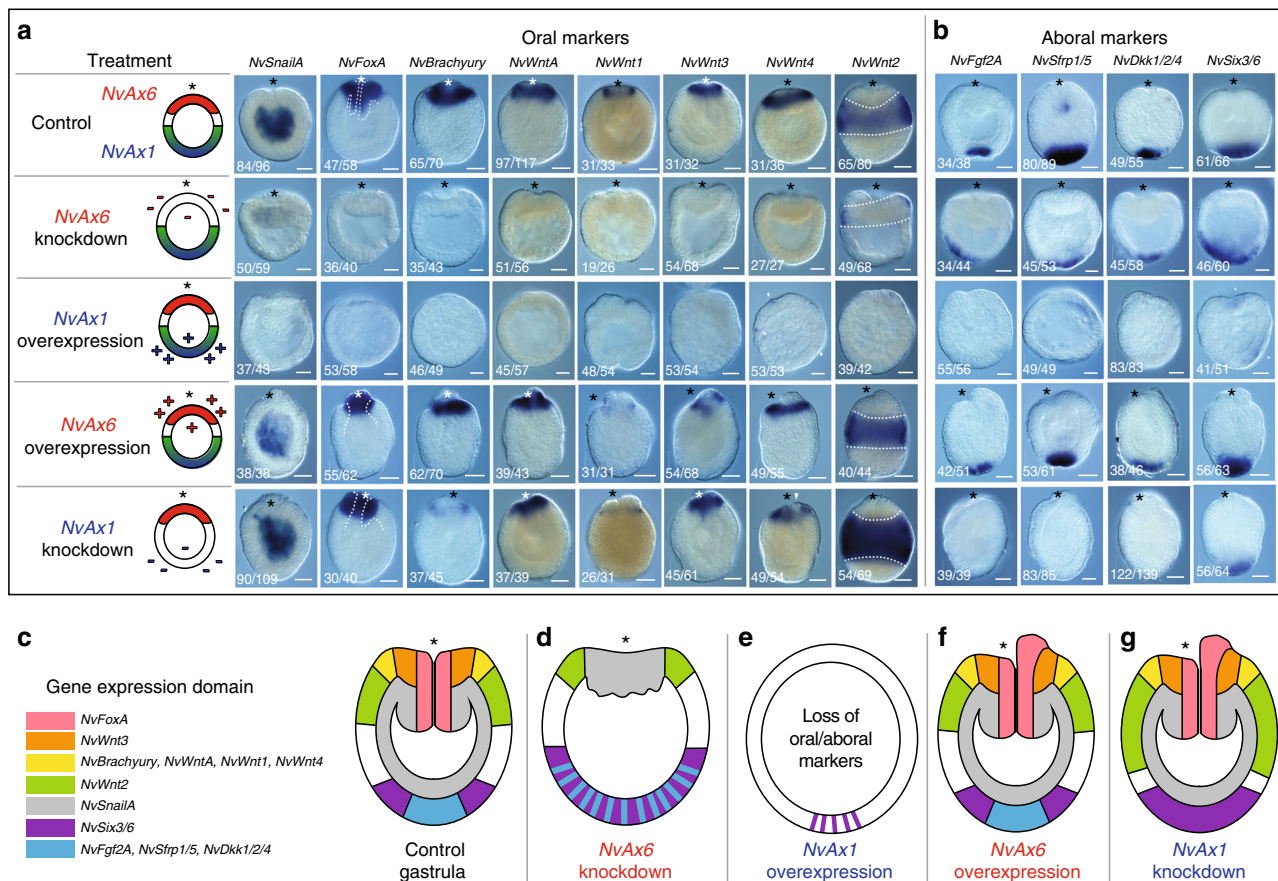 a
Oral markers
b
Aboral markers
Treatment
NvSnailA NvFoxA NvBrachyury NvWntA NvWnt1 NvWnt3 NvWnt4 NvWnt2
NvFgf2A NvSfrp1/5 NvDkk1/2/4 NvSix3/6
NvAx6
Control
NvAx1
* * * * * * * * * * * * *
84/96 47/58 65/70 97/117 31/33 31/32 31/36 65/80 34/38 80/89 49/55 61/66
NvAx6
knockdown
* * * * * * * * * * * * *
50/59 36/40 35/43 51/56 19/26 54/68 27/27 49/68 34/44 45/53 45/58 46/60
NvAx1
overexpression
*
37/43 53/58 46/49 45/57 48/54 53/54 53/53 39/42 55/56 49/49 83/83 41/51
NvAx6
overexpression
* * * * * * * * * * * * *
38/38 55/62 62/70 39/43 31/31 54/68 49/55 40/44 42/51 53/61 38/46 56/63
NvAx1
knockdown
* * * * * * * * * * * * *
90/109 30/40 37/45 37/39 26/31 45/61 49/54 54/69 39/39 83/85 122/139 56/64
c
Gene expression domain
NvFoxA
NvWnt3
NvBrachyury, NvWntA, NvWnt1, NvWnt4
NvWnt2
NvSnailA
NvSix3/6
NvFgf2A, NvSfrp1/5, NvDkk1/2/4
*
Control
gastrula
d
*
NvAx6
knockdown
e
Loss of
oral/aboral
markers
NvAx1
overexpression
f
*
NvAx6
overexpression
g
*
NvAx1
knockdown